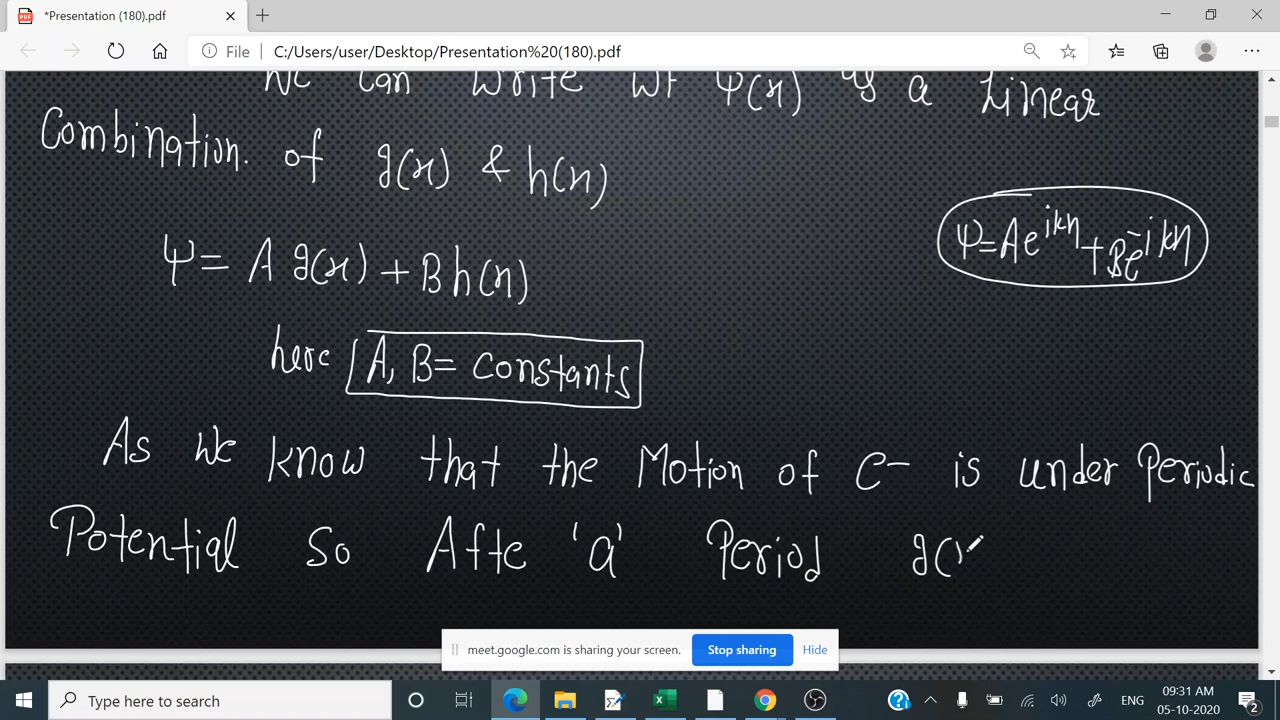 *Presentation (180).pdf
File C:/Users/user/Desktop/Presentation%20(180).pdf
We can write wf Ψ(x) as a Linear
Combination. of g(x) & h(x)
Ψ=Ae^ikx+Be^-ikx
Ψ= A g(x)+B h(x)
here A, B= constants
As we know that the Motion of e- is under Periodic
Potential So Afte 'a' Period g(x
meet.google.com is sharing your screen. Stop sharing Hide
Type here to search
ENG
09:31 AM
05-10-2020
2